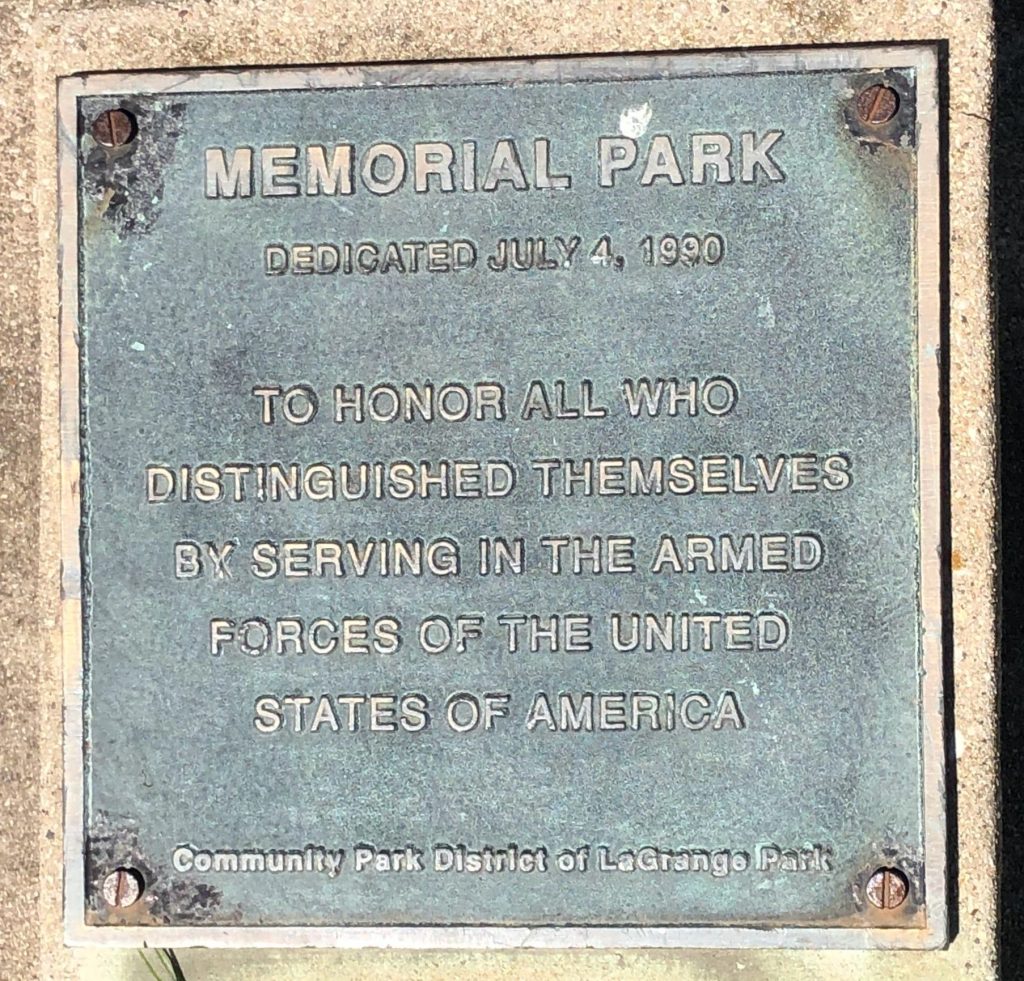 MEMORIAL PARK
DEDICATED JULY 4, 1990
TO HONOR ALL WHO
DISTINGUISHED THEMSELVES
BY SERVING IN THE ARMED
FORCES OF THE UNITED
STATES OF AMERICA
Community Park District of LaGrange Park